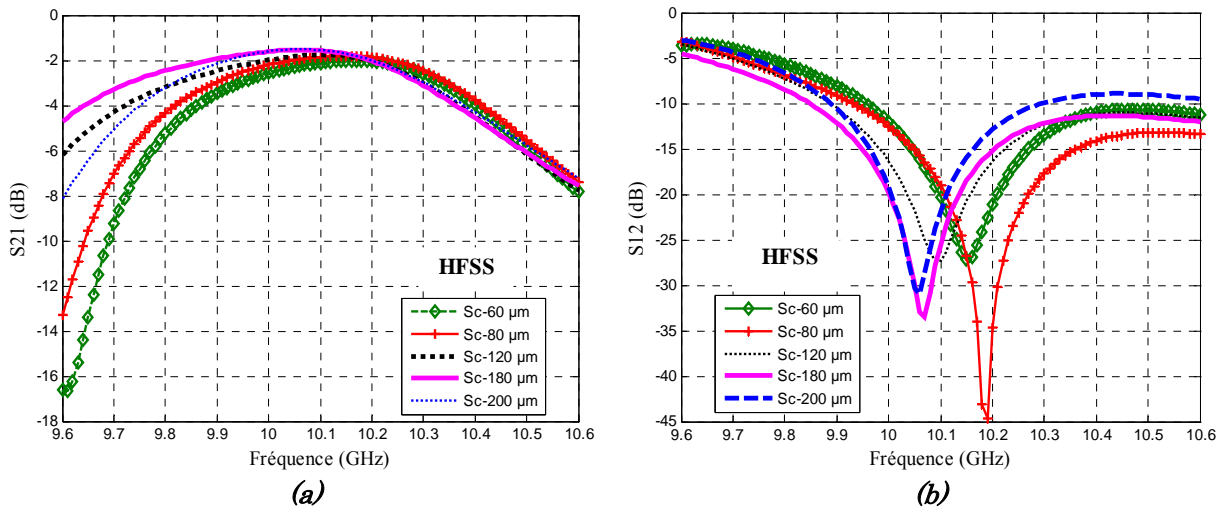 0
-2
-4
-6
-8
-10
-12
-14
-16
-18
S21 (dB)
HFSS
Sc-60 µm
Sc-80 µm
Sc-120 µm
Sc-180 µm
Sc-200 µm
9.6 9.7 9.8 9.9 10 10.1 10.2 10.3 10.4 10.5 10.6
Fréquence (GHz)
(a)
0
-5
-10
-15
-20
-25
-30
-35
-40
-45
S12 (dB)
HFSS
Sc-60 µm
Sc-80 µm
Sc-120 µm
Sc-180 µm
Sc-200 µm
9.6 9.7 9.8 9.9 10 10.1 10.2 10.3 10.4 10.5 10.6
Fréquence (GHz)
(b)